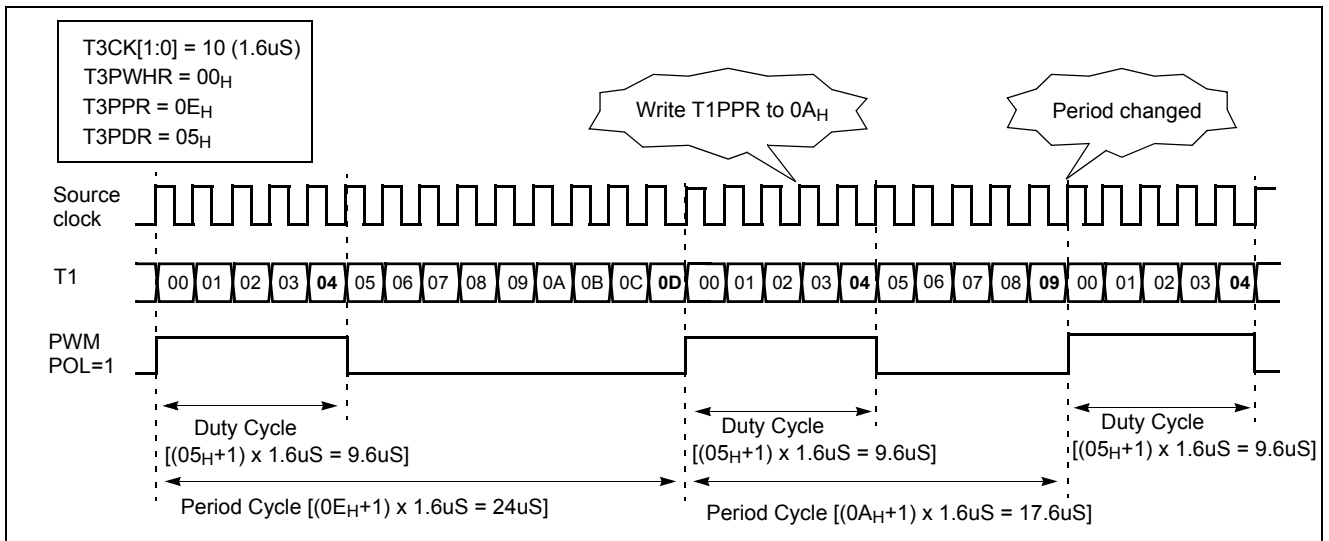 T3CK[1:0] = 10 (1.6uS)
T3PWHR = 00H
T3PPR = 0EH
T3PDR = 05H
Write T1PPR to 0AH
Period changed
Source
clock
T1
00 01 02 03 04 05 06 07 08 09 0A 0B 0C 0D 00 01 02 03 04 05 06 07 08 09 00 01 02 03 04
PWM
POL=1
Duty Cycle
[(05H+1) x 1.6uS = 9.6uS]
Duty Cycle
[(05H+1) x 1.6uS = 9.6uS]
Duty Cycle
[(05H+1) x 1.6uS = 9.6uS]
Period Cycle [(0EH+1) x 1.6uS = 24uS]
Period Cycle [(0AH+1) x 1.6uS = 17.6uS]